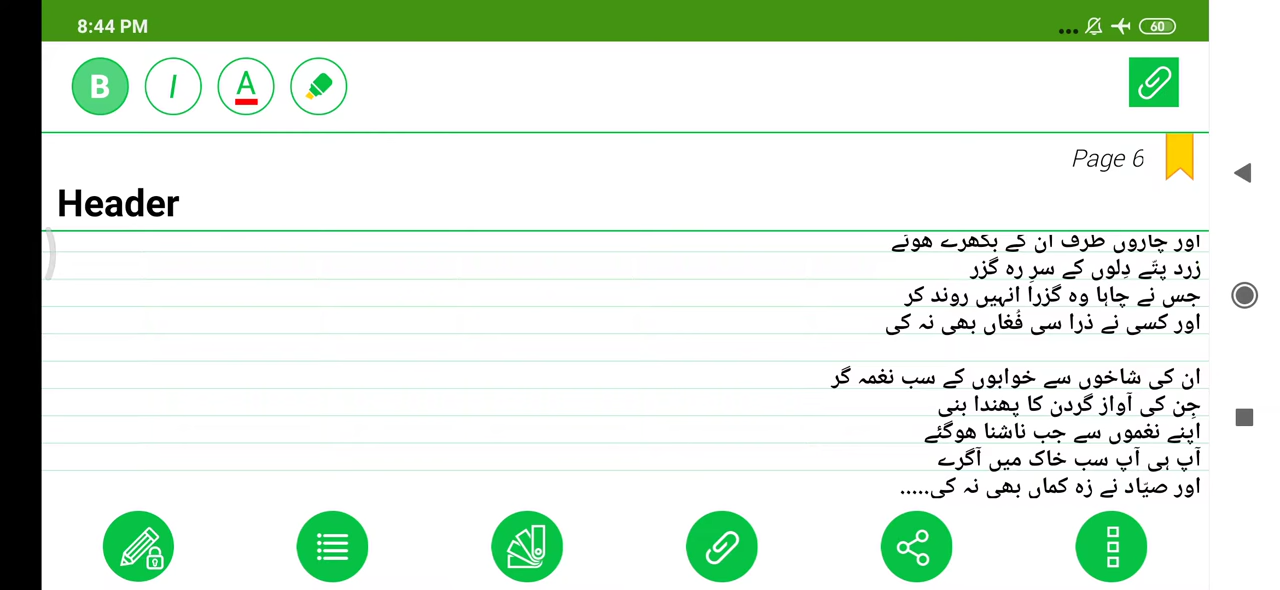 8:44 PM
60
B
I
A
Page 6
Header
اور چاروں طرف ان کے بکھرے ھوئے
زرد پتّے دِلوں کے سرِ رہ گزر
جس نے چاہا وہ گزرا انہیں روند کر
اور کسی نے ذرا سی فُغاں بھی نہ کی
ان کی شاخوں سے خوابوں کے سب نغمہ گر
جِن کی آواز گردن کا پھندا بنی
اپنے نغموں سے جب ناشنا ھوگئے
آپ ہی آپ سب خاک میں آگرے
اور صیّاد نے زہ کماں بھی نہ کی.....